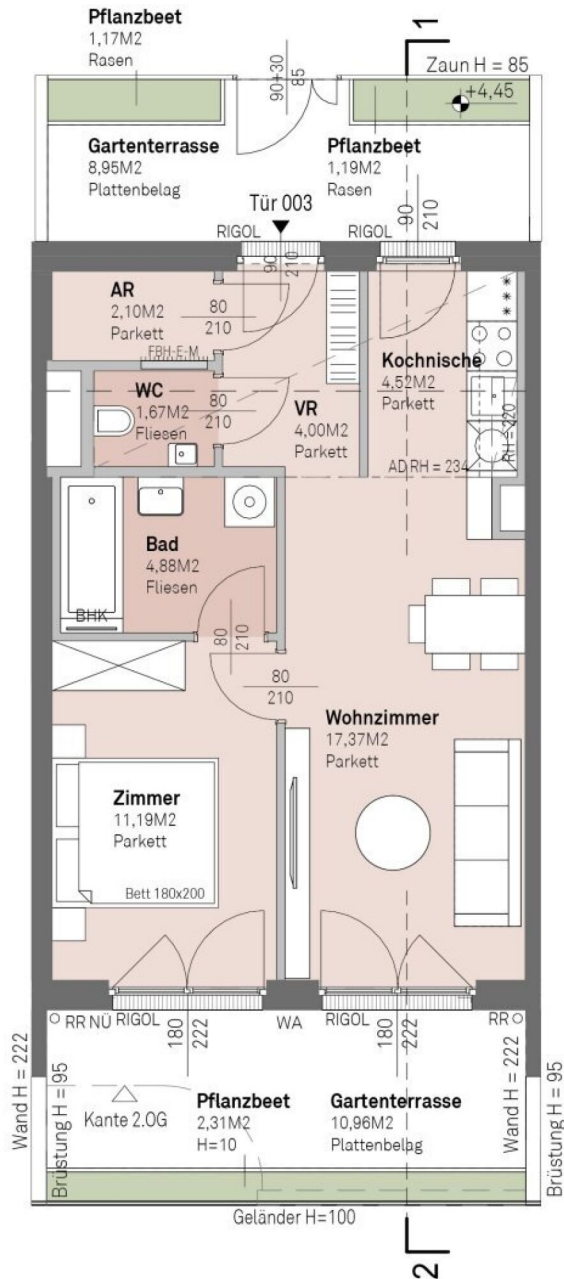 Pflanzbeet
1,17M2
Rasen
1
Zaun H = 85
90+30
85
+4,45
Gartenterrasse
8,95M2
Plattenbelag
Pflanzbeet
1,19M2
Rasen
Tür 003
RIGOL
RIGOL
90
210
90
210
AR
2,10M2
Parkett
80
210
FBH-E-M
Kochnische
4,52M2
Parkett
WC
1,67M2
Fliesen
80
210
VR
4,00M2
Parkett
RH = 220
AD RH = 234
Bad
4,88M2
Fliesen
BHK
80
210
80
210
Wohnzimmer
17,37M2
Parkett
Zimmer
11,19M2
Parkett
Bett 180x200
RR NÜ
RIGOL
180
222
WA
RIGOL
180
222
RR
Wand H = 222
Wand H = 222
Brüstung H = 95
Brüstung H = 95
Kante 2.OG
Pflanzbeet
2,31M2
H=10
Gartenterrasse
10,96M2
Plattenbelag
Geländer H=100
2